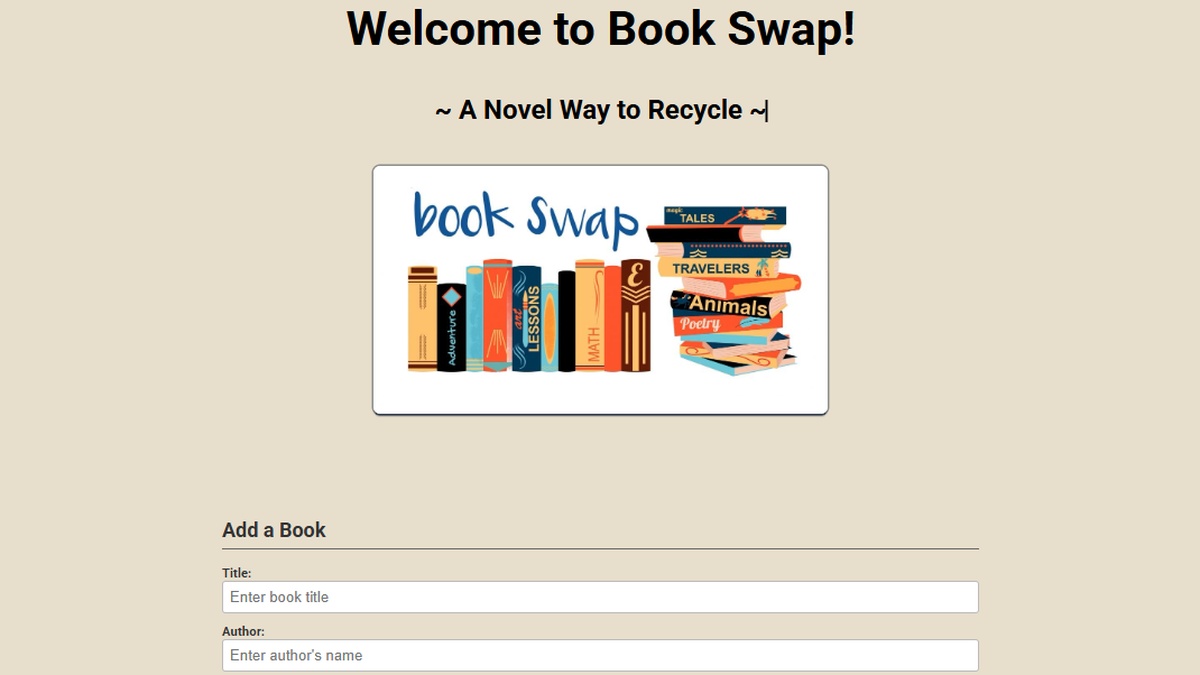 Welcome to Book Swap!
~ A Novel Way to Recycle ~
book swap
magic
TALES
TRAVELERS
Animals
Poetry
Adventure
art
LESSONS
MATH
E
Add a Book
Title:
Enter book title
Author:
Enter author's name